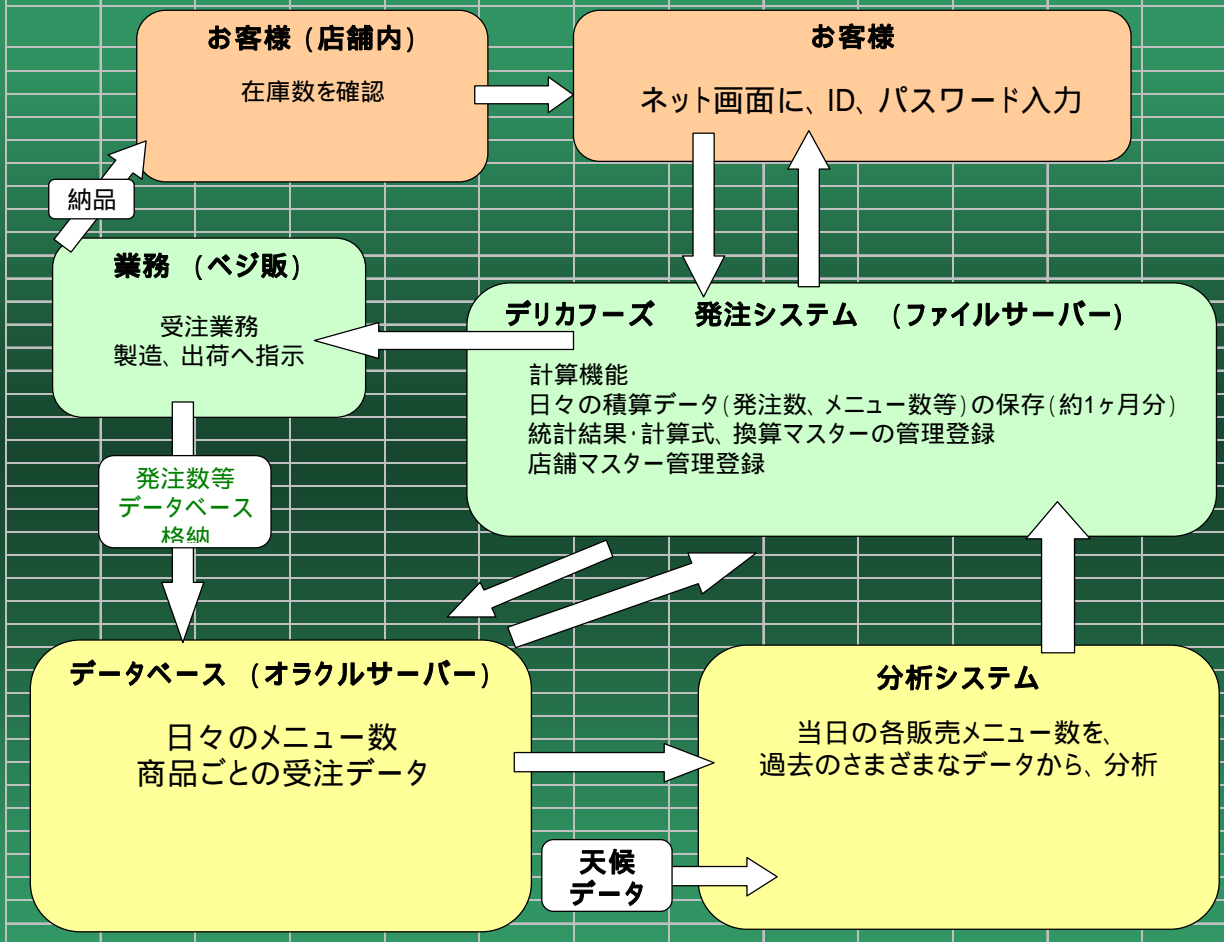 お客様（店舗内）
在庫数を確認
お客様
ネット画面に、ID、パスワード入力
納品
業務　（ベジ販）
受注業務
製造、出荷へ指示
デリカフーズ　発注システム　（ファイルサーバー）
計算機能
日々の積算データ（発注数、メニュー数等）の保存（約1ヶ月分）
統計結果・計算式、換算マスターの管理登録
店舗マスター管理登録
発注数等
データベース
格納
データベース　（オラクルサーバー）
日々のメニュー数
商品ごとの受注データ
分析システム
当日の各販売メニュー数を、
過去のさまざまなデータから、分析
天候
データ